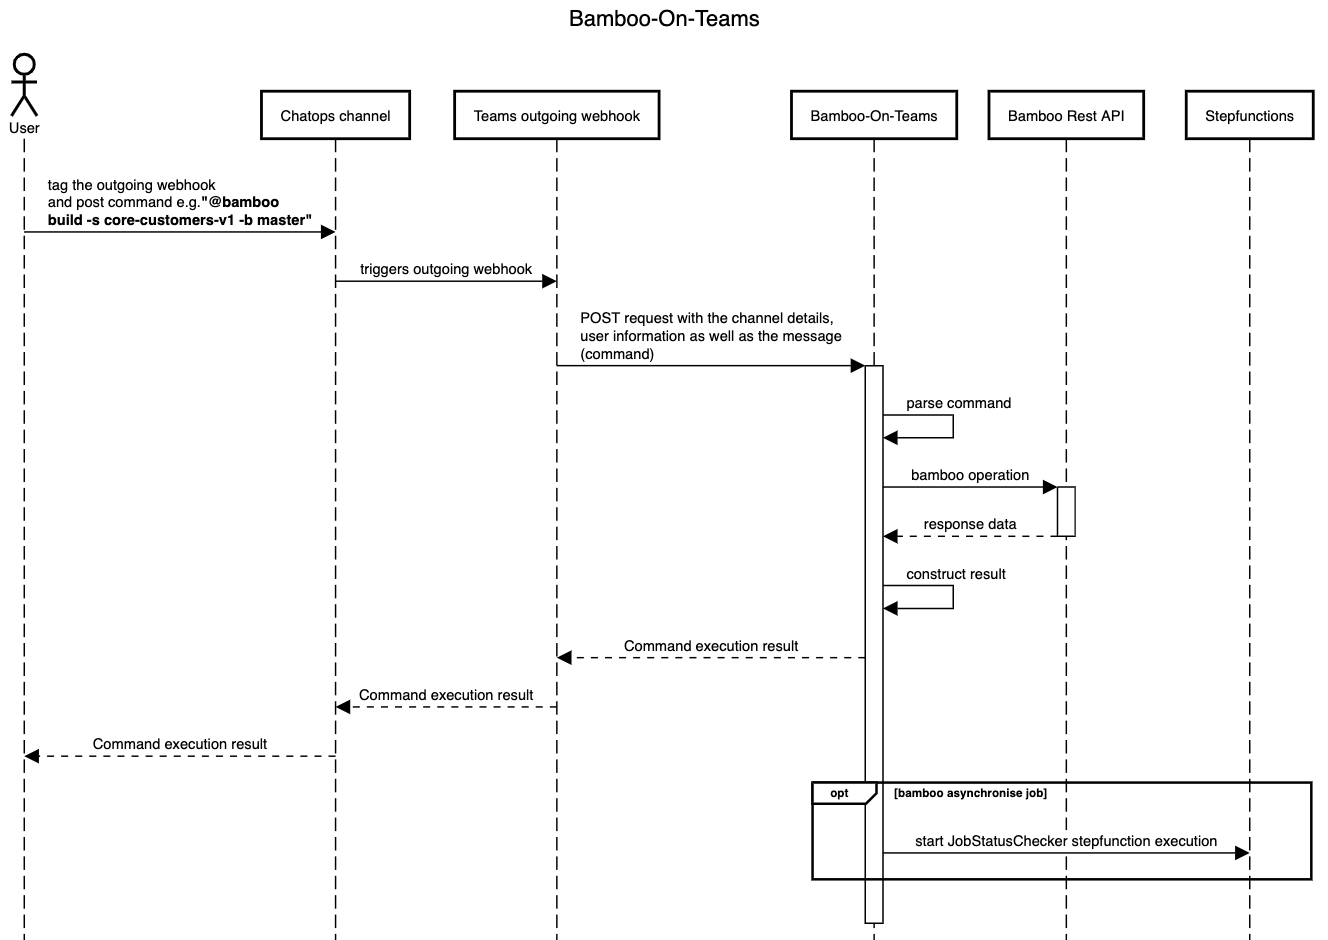 Bamboo-On-Teams
User
Chatops channel
Teams outgoing webhook
Bamboo-On-Teams
Bamboo Rest API
Stepfunctions
tag the outgoing webhook
and post command e.g."@bamboo
build -s core-customers-v1 -b master"
triggers outgoing webhook
POST request with the channel details,
user information as well as the message
(command)
parse command
bamboo operation
response data
construct result
Command execution result
Command execution result
Command execution result
opt
[bamboo asynchronise job]
start JobStatusChecker stepfunction execution